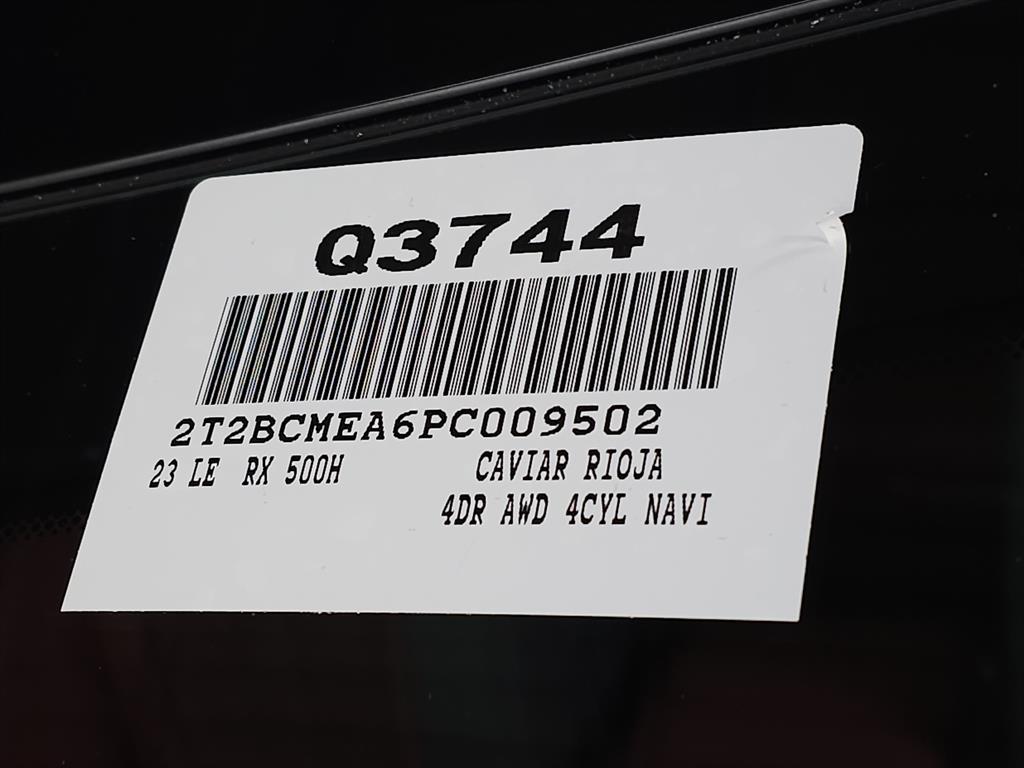 Q3744
2T2BCMEA6PC009502
23 LE RX 500H CAVIAR RIOJA
4DR AWD 4CYL NAVI